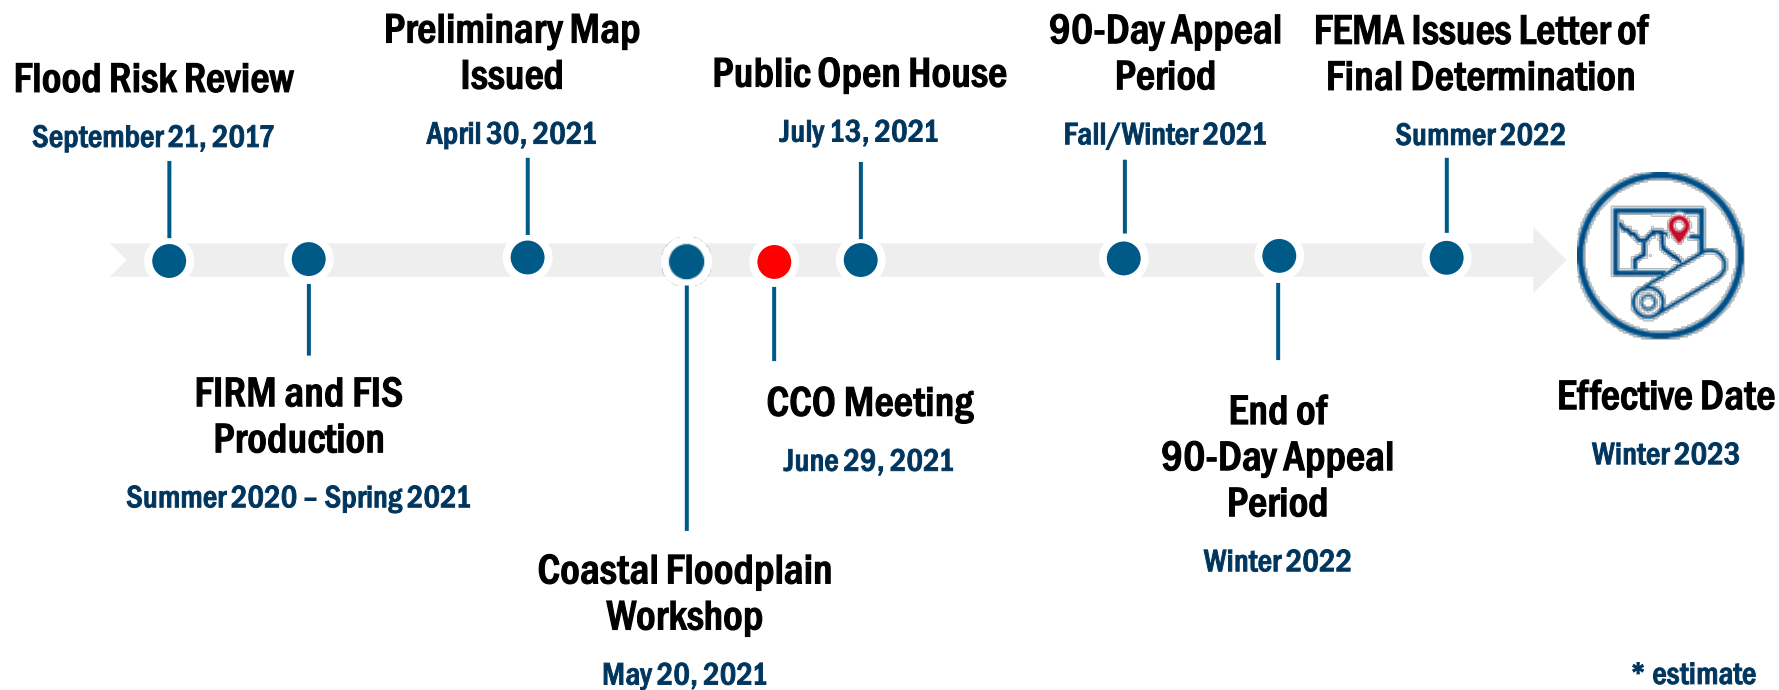 Flood Risk Review
September 21, 2017
Preliminary Map
Issued
April 30, 2021
Public Open House
July 13, 2021
90-Day Appeal
Period
Fall/Winter 2021
FEMA Issues Letter of
Final Determination
Summer 2022
FIRM and FIS
Production
Summer 2020 – Spring 2021
Coastal Floodplain
Workshop
May 20, 2021
CCO Meeting
June 29, 2021
End of
90-Day Appeal
Period
Winter 2022
Effective Date
Winter 2023
* estimate